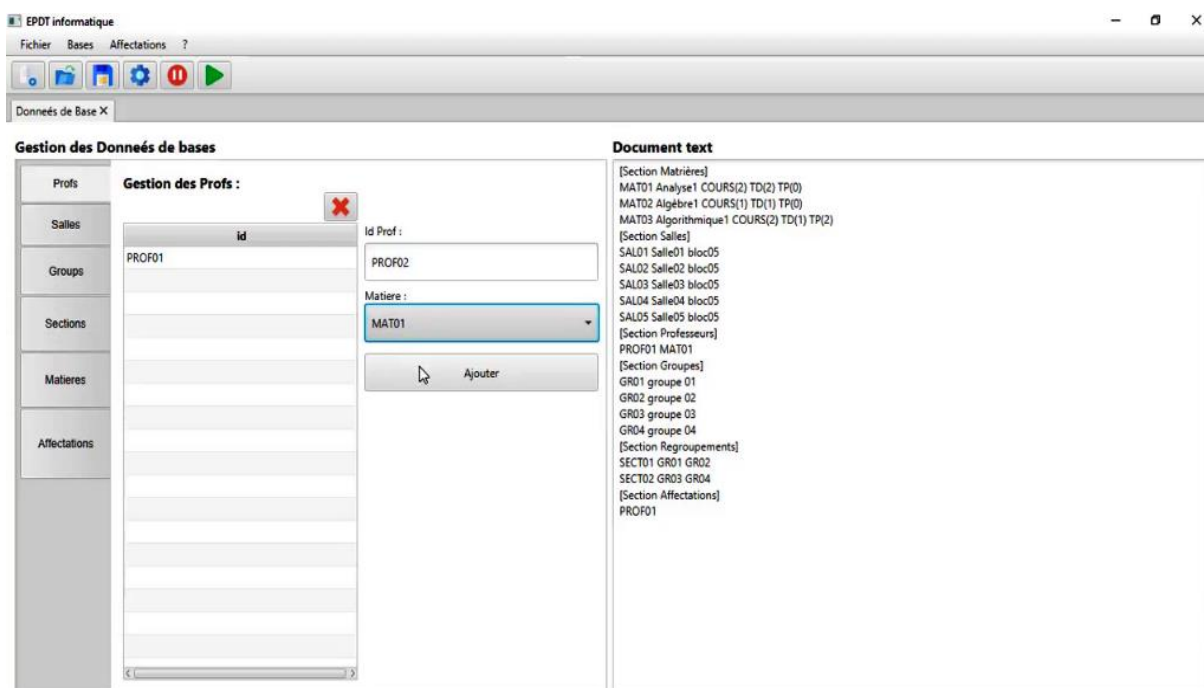 EPDT informatique
Fichier Bases Affectations ?
Donneés de Base X
Gestion des Donneés de bases
Profs
Salles
Groups
Sections
Matieres
Affectations
Gestion des Profs :
id
PROF01
Id Prof :
PROF02
Matiere :
MAT01
Ajouter
Document text
[Section Matrières]
MAT01 Analyse1 COURS(2) TD(2) TP(0)
MAT02 Algèbre1 COURS(1) TD(1) TP(0)
MAT03 Algorithmique1 COURS(2) TD(1) TP(2)
[Section Salles]
SAL01 Salle01 bloc05
SAL02 Salle02 bloc05
SAL03 Salle03 bloc05
SAL04 Salle04 bloc05
SAL05 Salle05 bloc05
[Section Professeurs]
PROF01 MAT01
[Section Groupes]
GR01 groupe 01
GR02 groupe 02
GR03 groupe 03
GR04 groupe 04
[Section Regroupements]
SECT01 GR01 GR02
SECT02 GR03 GR04
[Section Affectations]
PROF01